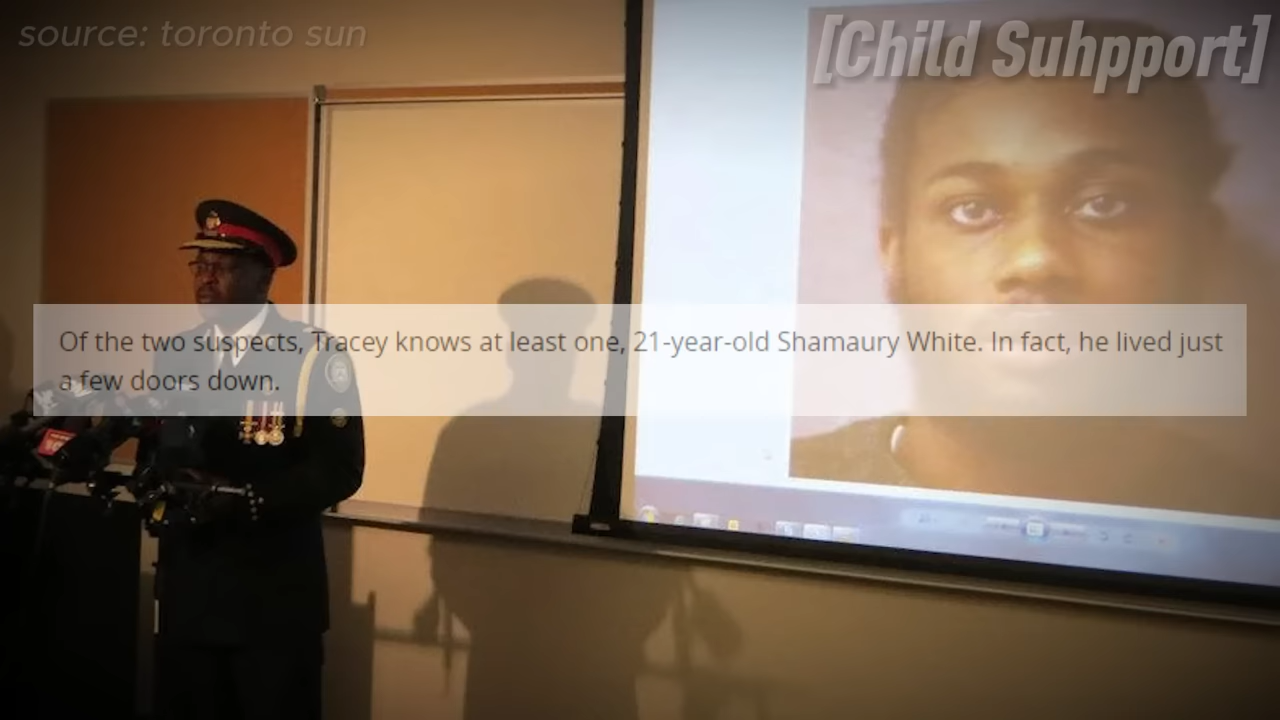 source: toronto sun
[Child Suhpport]
Of the two suspects, Tracey knows at least one, 21-year-old Shamaury White. In fact, he lived just
a few doors down.